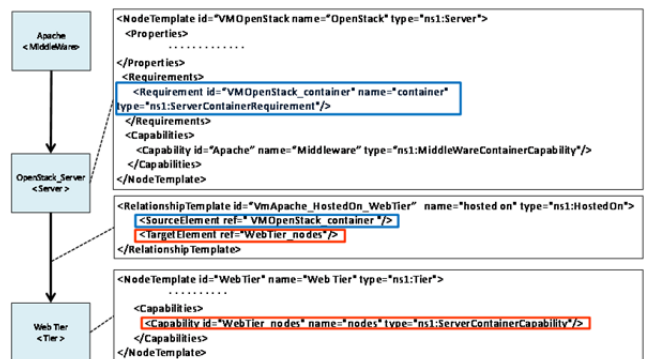 Apache
<MiddleWare>
<NodeTemplate id="VMOpenStack name="OpenStack" type="ns1:Server">
<Properties>
. . . . . . . . . . . . .
</Properties>
<Requirements>
<Requirement id="VMOpenStack_container" name="container"
type="ns1:ServerContainerRequirement"/>
</Requirements>
<Capabilities>
<Capability id="Apache" name="Middleware" type="ns1:MiddleWareContainerCapability"/>
</Capabilities>
</NodeTemplate>
OpenStack_Server
<Server>
<RelationshipTemplate id="VmApache_HostedOn_WebTier" name="hosted on" type="ns1:HostedOn">
<SourceElement ref=" VMOpenStack_container "/>
<TargetElement ref="WebTier_nodes"/>
</RelationshipTemplate>
Web Tier
<Tier>
<NodeTemplate id="WebTier" name="Web Tier" type="ns1:Tier">
. . . . . . . . . .
<Capabilities>
<Capability id="WebTier_nodes" name="nodes" type="ns1:ServerContainerCapability"/>
</Capabilities>
</NodeTemplate>